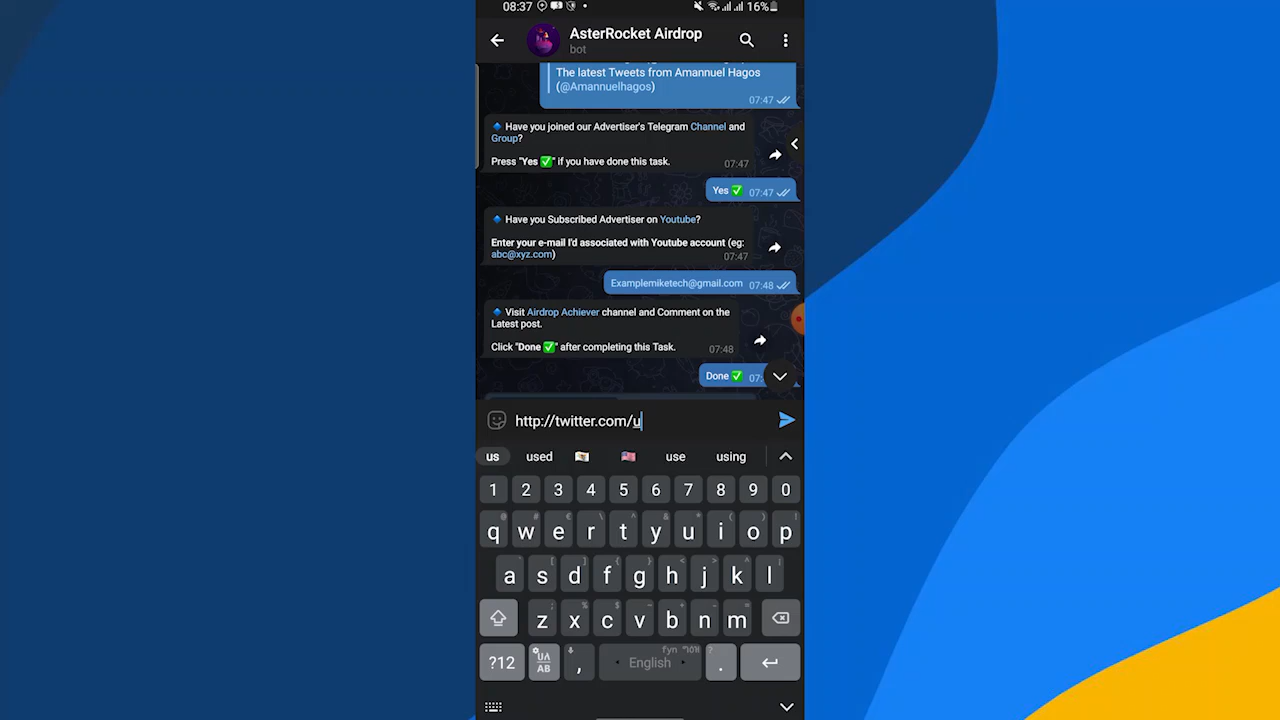 08:37 16%
AsterRocket Airdrop
bot
The latest Tweets from Amannuel Hagos
(@Amannuelhagos)
07:47
Have you joined our Advertiser's Telegram Channel and
Group?
Press "Yes ✅" if you have done this task.
07:47
Yes ✅ 07:47
Have you Subscribed Advertiser on Youtube?
Enter your e-mail I'd associated with Youtube account (eg:
abc@xyz.com)
07:47
Examplemiketech@gmail.com 07:48
Visit Airdrop Achiever channel and Comment on the
Latest post.
Click "Done ✅" after completing this Task.
07:48
Done ✅ 07:
http://twitter.com/u
us used use using
1 2 3 4 5 6 7 8 9 0
q w e r t y u i o p
a s d f g h j k l
z x c v b n m
?12 , English .